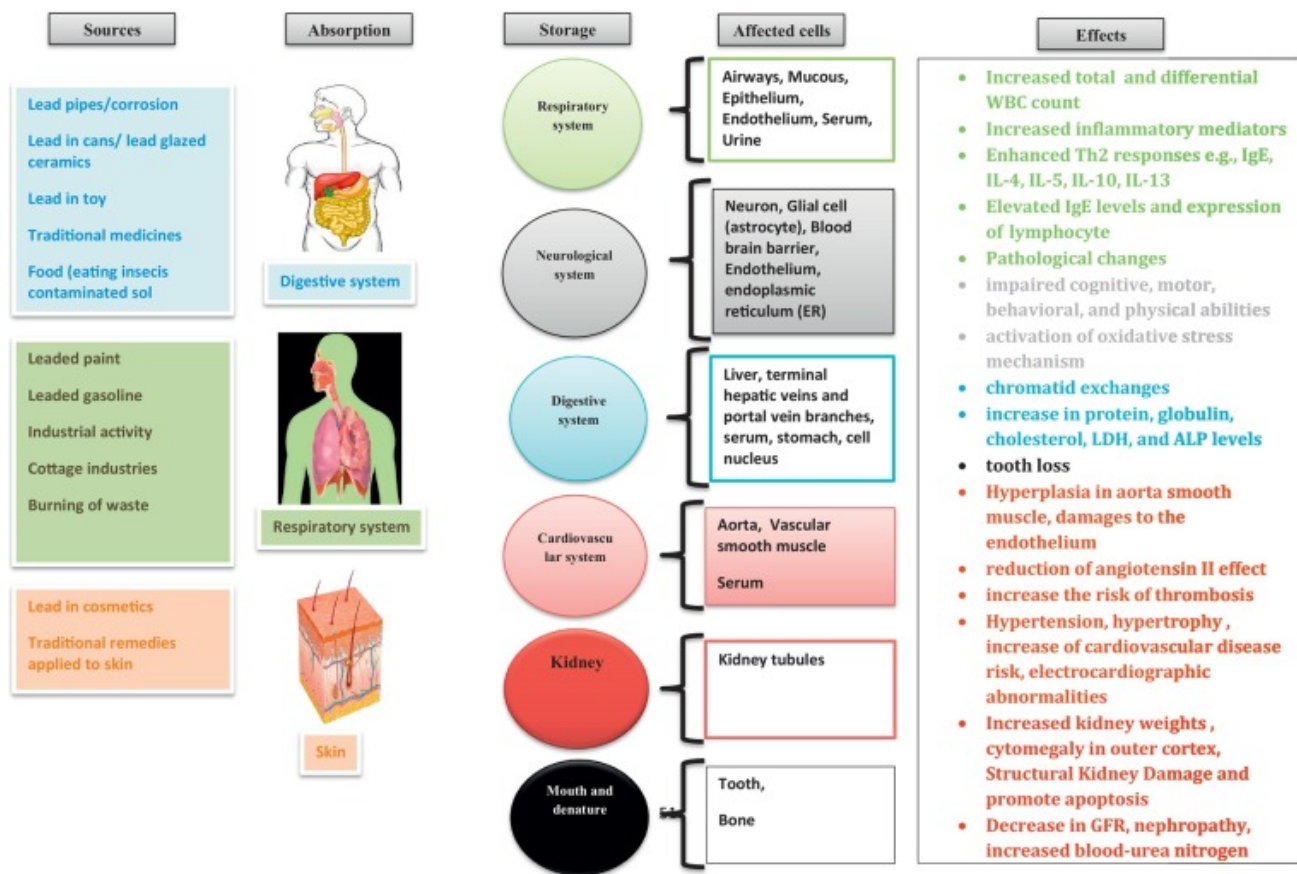 Sources
Absorption
Storage
Affected cells
Effects
Lead pipes/corrosion
Lead in cans/ lead glazed
ceramics
Lead in toy
Traditional medicines
Food (eating insecis
contaminated sol
Digestive system
Leaded paint
Leaded gasoline
Industrial activity
Cottage industries
Burning of waste
Respiratory system
Lead in cosmetics
Traditional remedies
applied to skin
Skin
Respiratory
system
Airways, Mucous,
Epithelium,
Endothelium, Serum,
Urine
Neurological
system
Neuron, Glial cell
(astrocyte), Blood
brain barrier,
Endothelium,
endoplasmic
reticulum (ER)
Digestive
system
Liver, terminal
hepatic veins and
portal vein branches,
serum, stomach, cell
nucleus
Cardiovascu
lar system
Aorta, Vascular
smooth muscle
Serum
Kidney
Kidney tubules
Mouth and
denature
Tooth,
Bone
• Increased total and differential
WBC count
• Increased inflammatory mediators
• Enhanced Th2 responses e.g., IgE,
IL-4, IL-5, IL-10, IL-13
• Elevated IgE levels and expression
of lymphocyte
• Pathological changes
• impaired cognitive, motor,
behavioral, and physical abilities
• activation of oxidative stress
mechanism
• chromatid exchanges
• increase in protein, globulin,
cholesterol, LDH, and ALP levels
• tooth loss
• Hyperplasia in aorta smooth
muscle, damages to the
endothelium
• reduction of angiotensin II effect
• increase the risk of thrombosis
• Hypertension, hypertrophy ,
increase of cardiovascular disease
risk, electrocardiographic
abnormalities
• Increased kidney weights ,
cytomegaly in outer cortex,
Structural Kidney Damage and
promote apoptosis
• Decrease in GFR, nephropathy,
increased blood-urea nitrogen